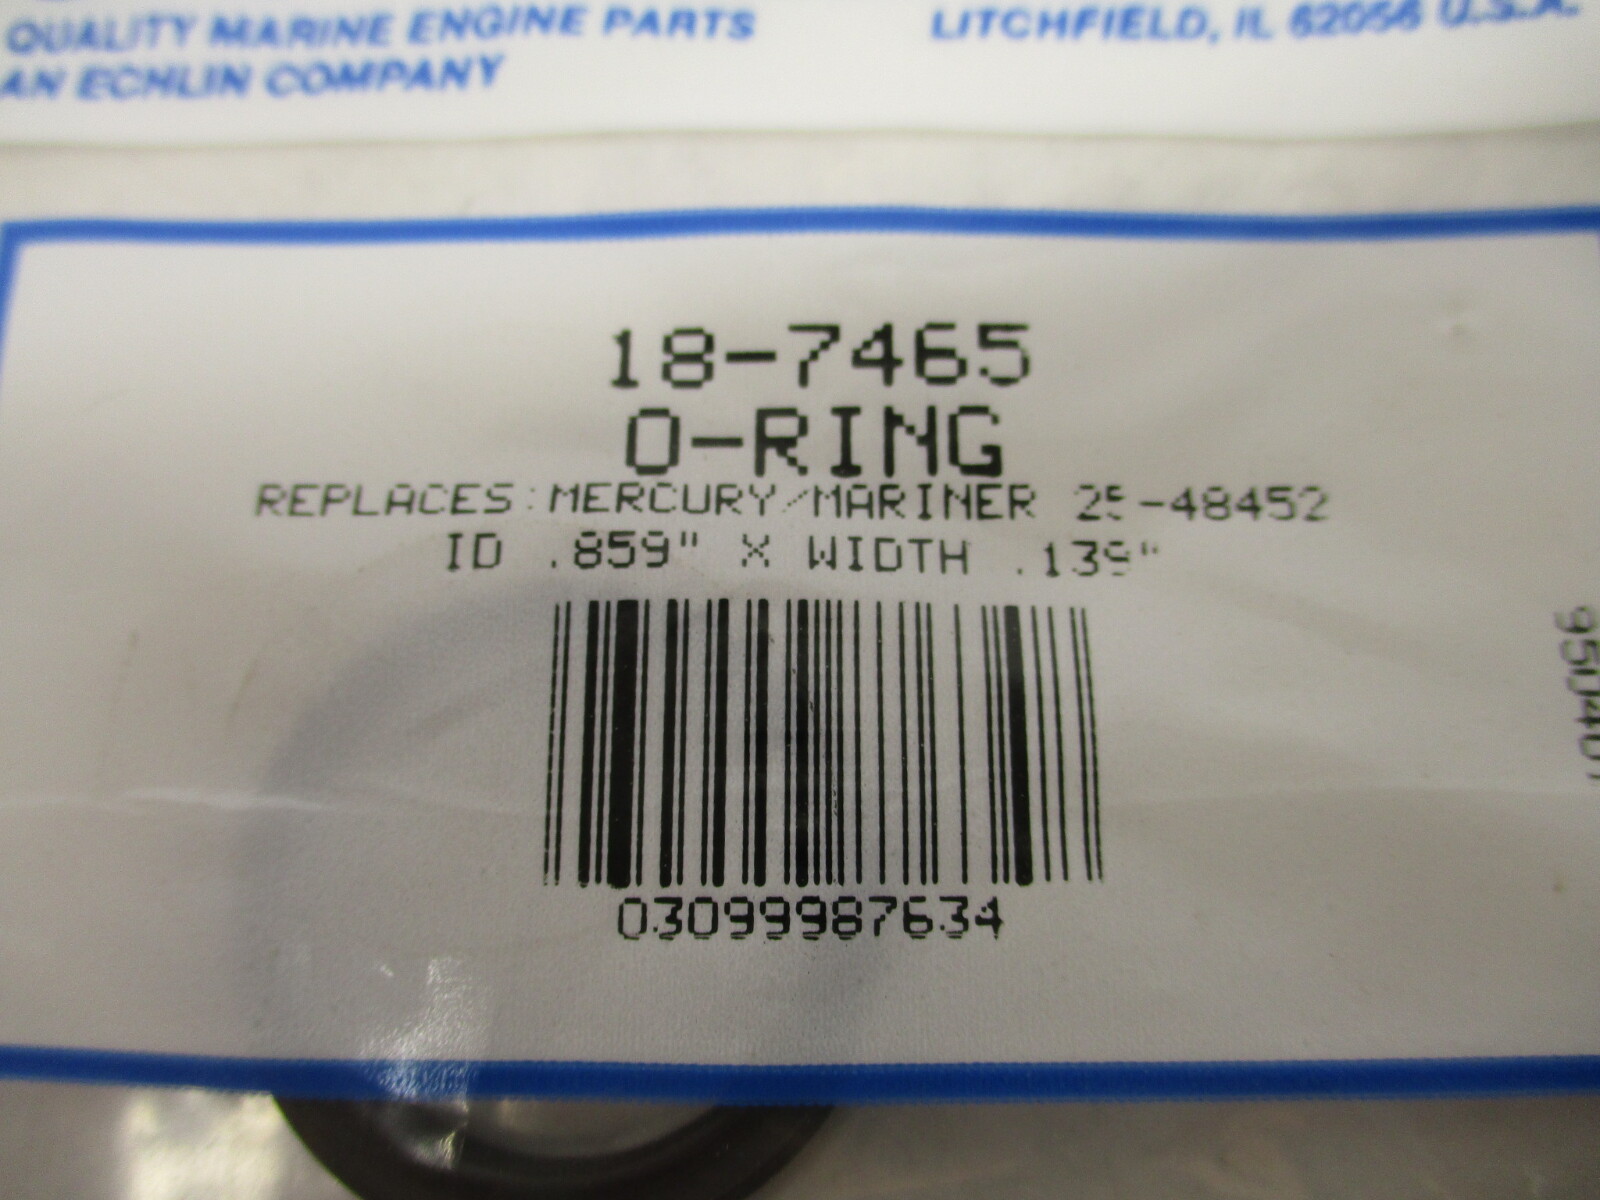 QUALITY MARINE ENGINE PARTS
AN ECHLIN COMPANY
LITCHFIELD, IL 62056 U.S.A.
18-7465
O-RING
REPLACES:MERCURY/MARINER 25-48452
ID .859" X WIDTH .139"
03099987634